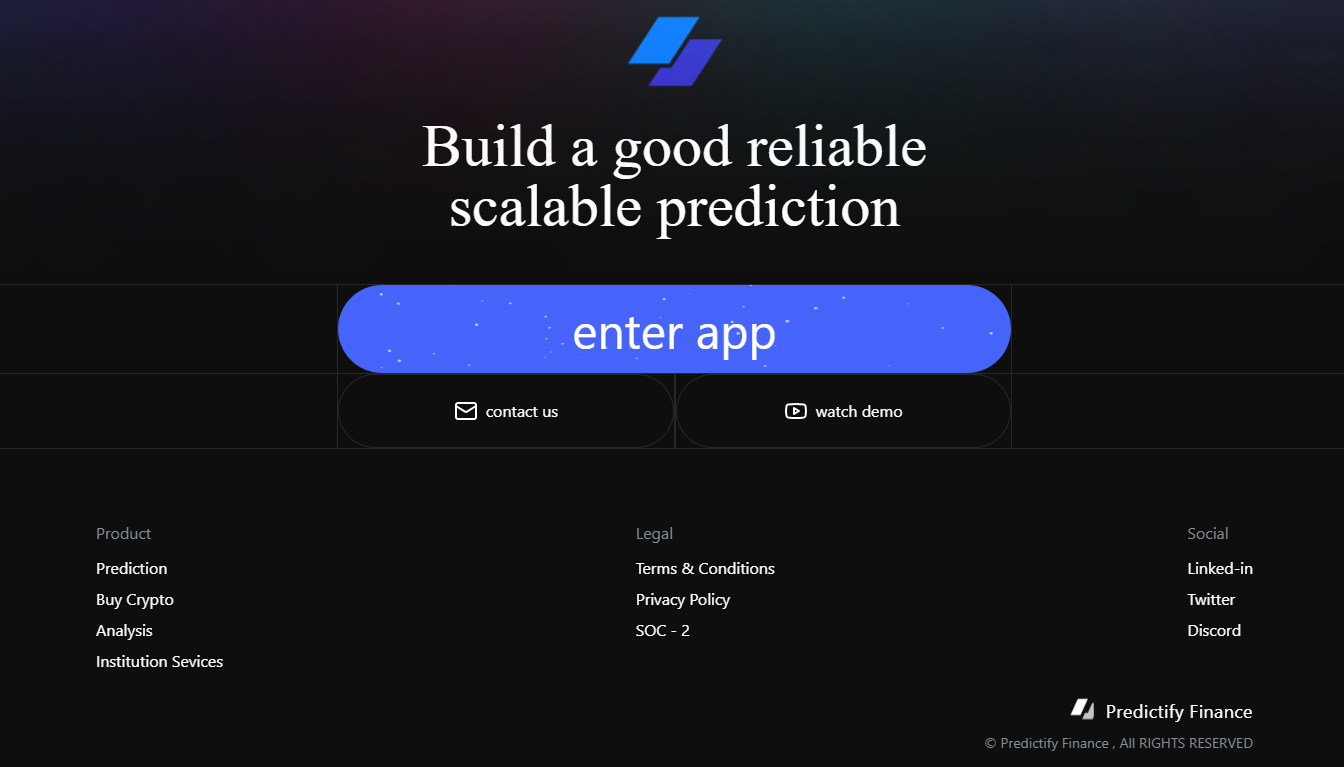 Build a good reliable
scalable prediction
enter app
contact us
watch demo
Product
Prediction
Buy Crypto
Analysis
Institution Sevices
Legal
Terms & Conditions
Privacy Policy
SOC - 2
Social
Linked-in
Twitter
Discord
Predictify Finance
© Predictify Finance , All RIGHTS RESERVED